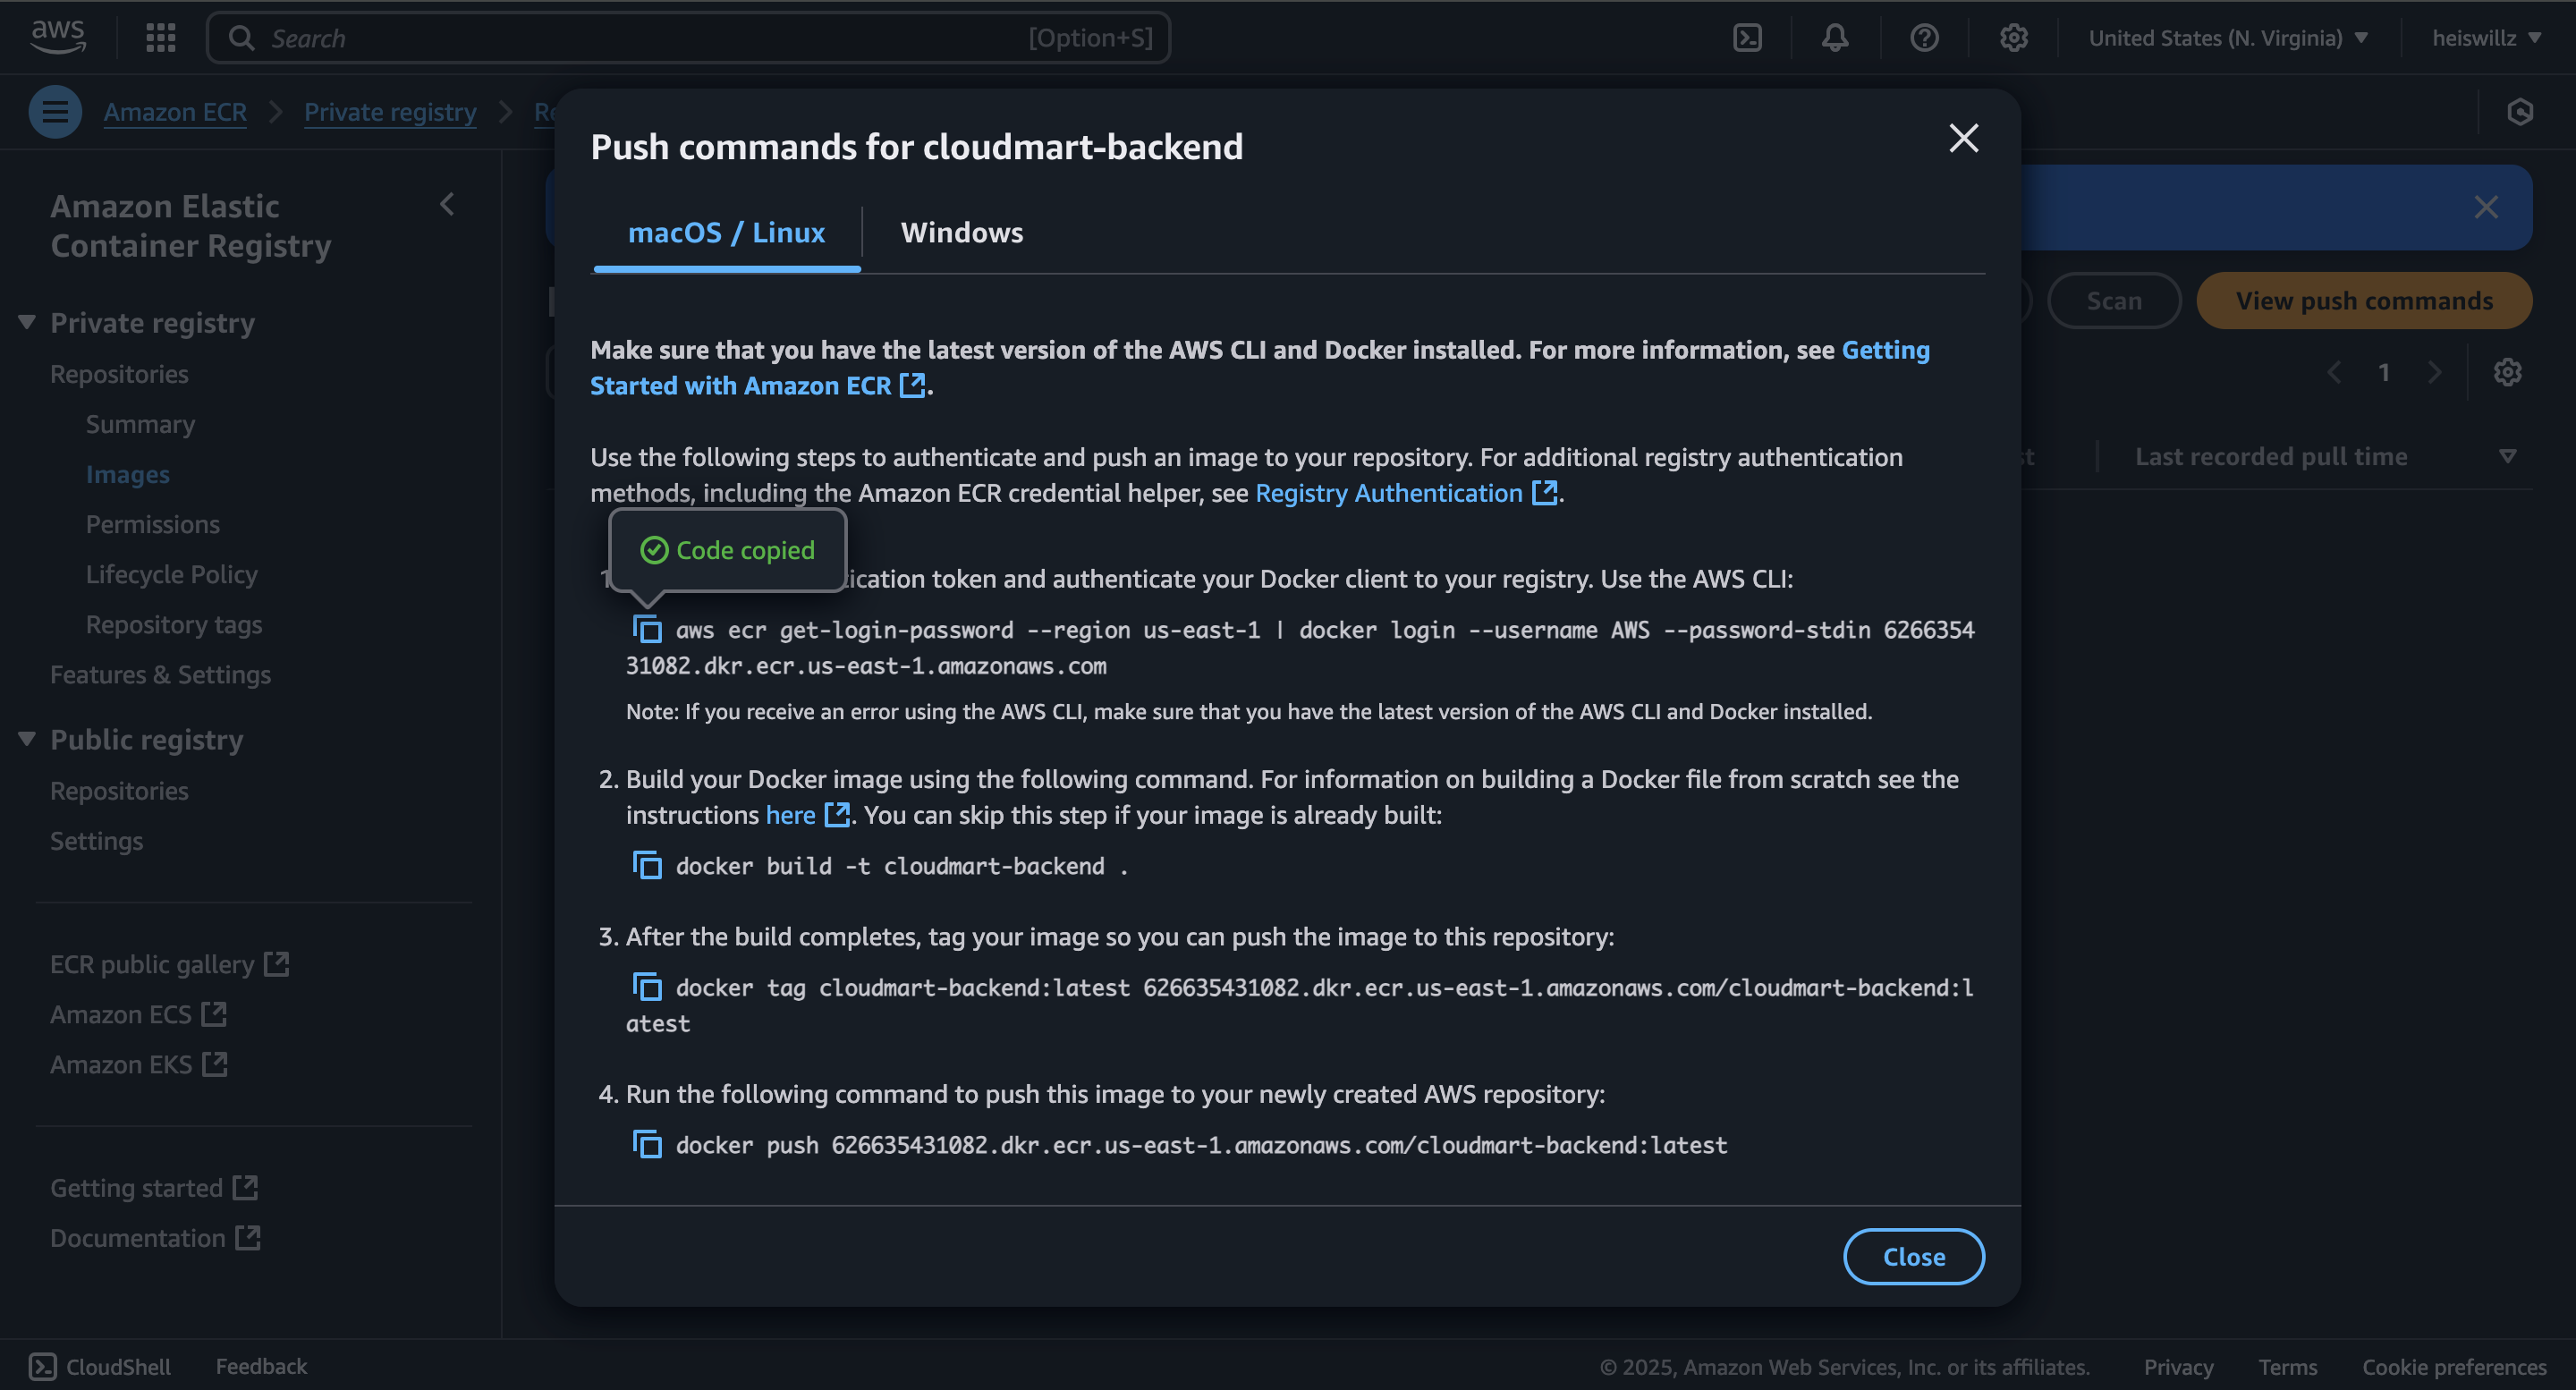 aws
Search
[Option+S]
United States (N. Virginia)
heiswillz
Amazon ECR
Private registry
Push commands for cloudmart-backend
macOS / Linux
Windows
Amazon Elastic
Container Registry
Private registry
Repositories
Summary
Images
Permissions
Lifecycle Policy
Repository tags
Features & Settings
Public registry
Repositories
Settings
ECR public gallery
Amazon ECS
Amazon EKS
Getting started
Documentation
Scan
View push commands
1
Last recorded pull time
Make sure that you have the latest version of the AWS CLI and Docker installed. For more information, see Getting
Started with Amazon ECR.
Use the following steps to authenticate and push an image to your repository. For additional registry authentication
methods, including the Amazon ECR credential helper, see Registry Authentication.
Code copied
token and authenticate your Docker client to your registry. Use the AWS CLI:
aws ecr get-login-password --region us-east-1 | docker login --username AWS --password-stdin 6266354
31082.dkr.ecr.us-east-1.amazonaws.com
Note: If you receive an error using the AWS CLI, make sure that you have the latest version of the AWS CLI and Docker installed.
2. Build your Docker image using the following command. For information on building a Docker file from scratch see the
instructions here. You can skip this step if your image is already built:
docker build -t cloudmart-backend .
3. After the build completes, tag your image so you can push the image to this repository:
docker tag cloudmart-backend:latest 626635431082.dkr.ecr.us-east-1.amazonaws.com/cloudmart-backend:l
atest
4. Run the following command to push this image to your newly created AWS repository:
docker push 626635431082.dkr.ecr.us-east-1.amazonaws.com/cloudmart-backend:latest
Close
CloudShell
Feedback
© 2025, Amazon Web Services, Inc. or its affiliates.
Privacy
Terms
Cookie preferences